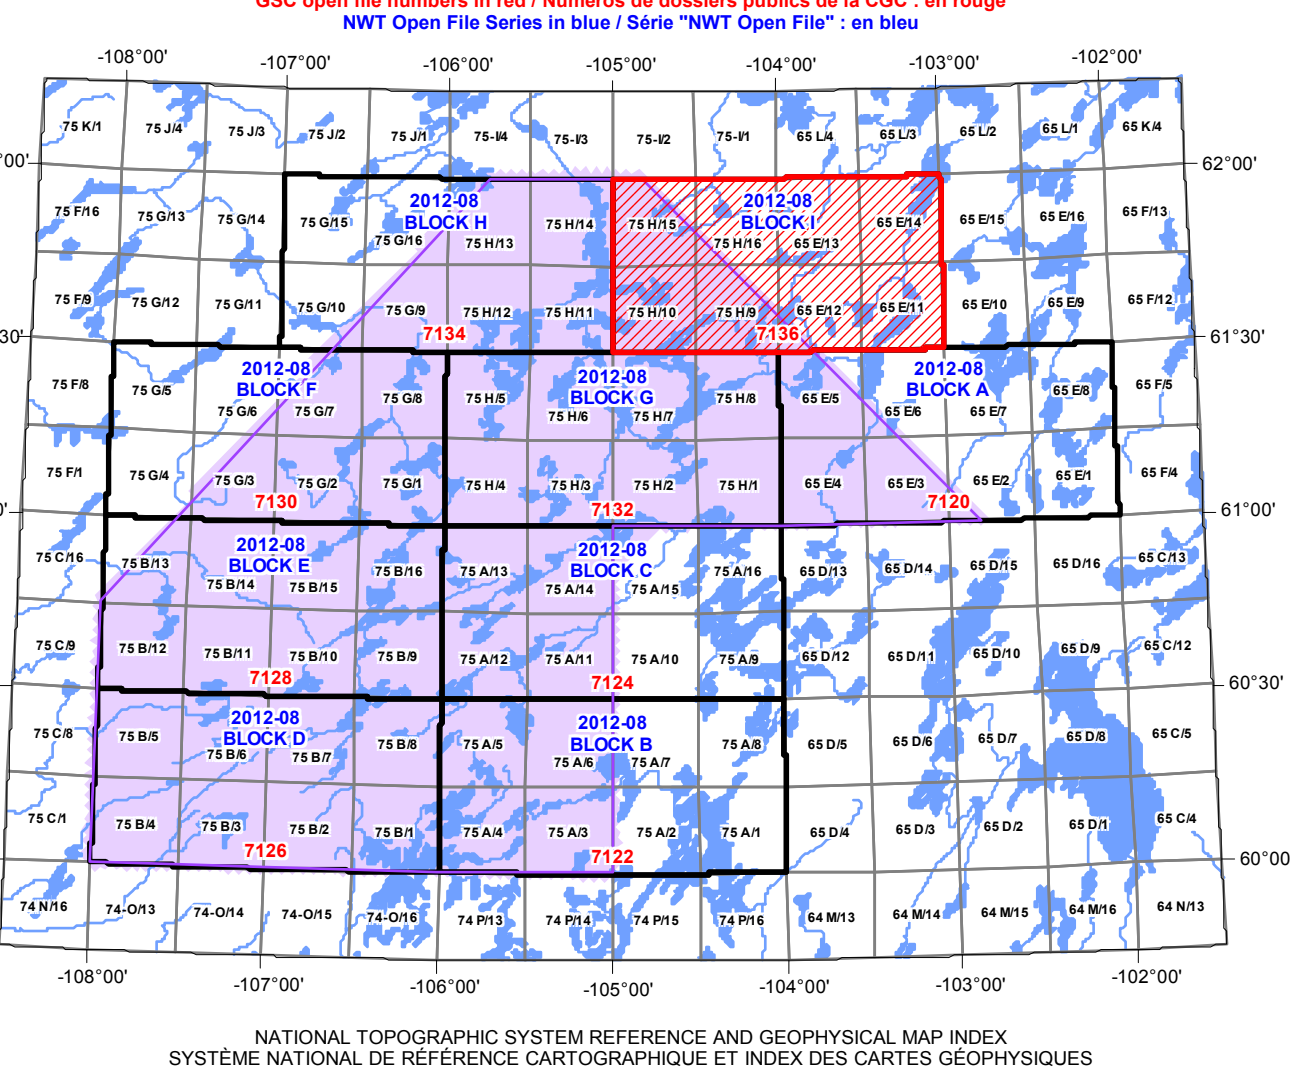 GSC open file numbers in red / Numéros de dossiers publics de la CGC : en rouge
NWT Open File Series in blue / Série "NWT Open File" : en bleu
-108°00' -107°00' -106°00' -105°00' -104°00' -103°00' -102°00'
75 K/1 75 J/4 75 J/3 75 J/2 75 J/1 75-I/4 75-I/3 75-I/2 75-I/1 65 L/4 65 L/3 65 L/2 65 L/1 65 K/4
°00' 62°00'
2012-08 2012-08
BLOCK H BLOCK I
75 F/16 75 G/13 75 G/14 75 G/15 75 G/16 75 H/13 75 H/14 75 H/15 75 H/16 65 E/13 65 E/14 65 E/15 65 E/16 65 F/13
75 F/9 75 G/12 75 G/11 75 G/10 75 G/9 75 H/12 75 H/11 75 H/10 75 H/9 65 E/12 65 E/11 65 E/10 65 E/9 65 F/12
7134 7136
30' 61°30'
2012-08 2012-08 2012-08
BLOCK F BLOCK G BLOCK A
75 F/8 75 G/5 75 G/6 75 G/7 75 G/8 75 H/5 75 H/6 75 H/7 75 H/8 65 E/5 65 E/6 65 E/7 65 E/8 65 F/5
75 F/1 75 G/4 75 G/3 75 G/2 75 G/1 75 H/4 75 H/3 75 H/2 75 H/1 65 E/4 65 E/3 65 E/2 65 E/1 65 F/4
7130 7132 7120
0' 61°00'
2012-08 2012-08
BLOCK E BLOCK C
75 C/16 75 B/13 75 B/14 75 B/15 75 B/16 75 A/13 75 A/14 75 A/15 75 A/16 65 D/13 65 D/14 65 D/15 65 D/16 65 C/13
75 C/9 75 B/12 75 B/11 75 B/10 75 B/9 75 A/12 75 A/11 75 A/10 75 A/9 65 D/12 65 D/11 65 D/10 65 D/9 65 C/12
7128 7124
60°30'
2012-08 2012-08
BLOCK D BLOCK B
75 C/8 75 B/5 75 B/6 75 B/7 75 B/8 75 A/5 75 A/6 75 A/7 75 A/8 65 D/5 65 D/6 65 D/7 65 D/8 65 C/5
75 C/1 75 B/4 75 B/3 75 B/2 75 B/1 75 A/4 75 A/3 75 A/2 75 A/1 65 D/4 65 D/3 65 D/2 65 D/1 65 C/4
7126 7122
60°00
74 N/16 74-O/13 74-O/14 74-O/15 74-O/16 74 P/13 74 P/14 74 P/15 74 P/16 64 M/13 64 M/14 64 M/15 64 M/16 64 N/13
-108°00' -107°00' -106°00' -105°00' -104°00' -103°00' -102°00'
NATIONAL TOPOGRAPHIC SYSTEM REFERENCE AND GEOPHYSICAL MAP INDEX
SYSTÈME NATIONAL DE RÉFÉRENCE CARTOGRAPHIQUE ET INDEX DES CARTES GÉOPHYSIQUES